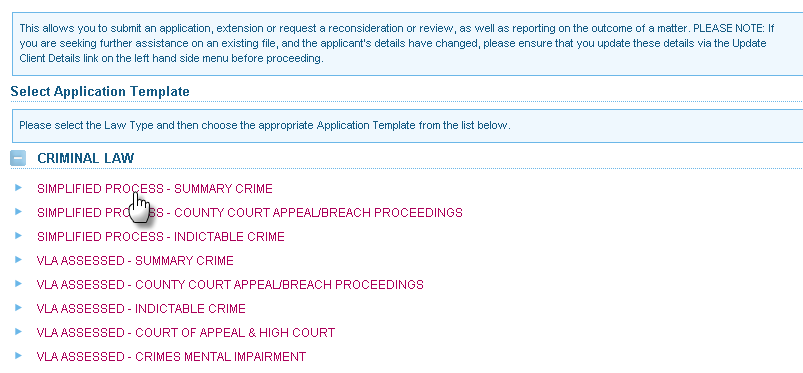 This allows you to submit an application, extension or request a reconsideration or review, as well as reporting on the outcome of a matter. PLEASE NOTE: If
you are seeking further assistance on an existing file, and the applicant's details have changed, please ensure that you update these details via the Update
Client Details link on the left hand side menu before proceeding.
Select Application Template
Please select the Law Type and then choose the appropriate Application Template from the list below.
CRIMINAL LAW
SIMPLIFIED PROCESS - SUMMARY CRIME
SIMPLIFIED PROCESS - COUNTY COURT APPEAL/BREACH PROCEEDINGS
SIMPLIFIED PROCESS - INDICTABLE CRIME
VLA ASSESSED - SUMMARY CRIME
VLA ASSESSED - COUNTY COURT APPEAL/BREACH PROCEEDINGS
VLA ASSESSED - INDICTABLE CRIME
VLA ASSESSED - COURT OF APPEAL & HIGH COURT
VLA ASSESSED - CRIMES MENTAL IMPAIRMENT